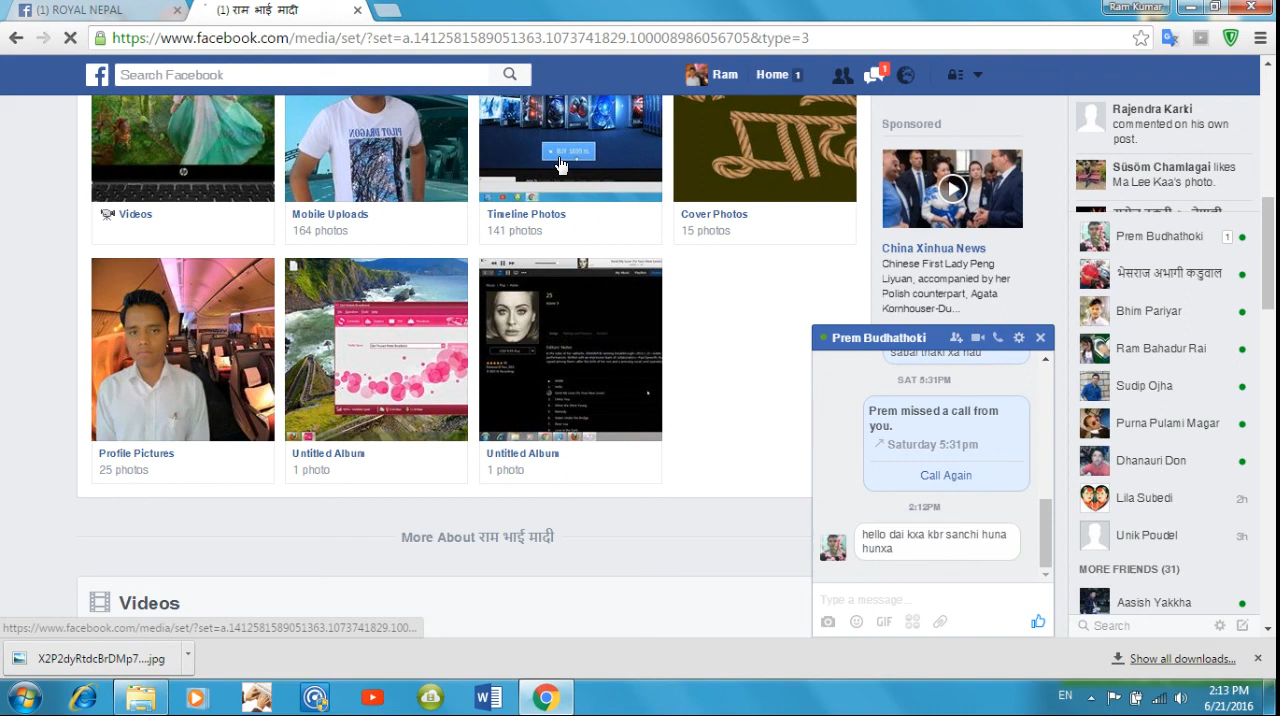 (1) ROYAL NEPAL
(1) राम भाई मादी
Ram Kumar
https://www.facebook.com/media/set/?set=a.1412581589051363.1073741829.100008986056705&type=3
Search Facebook
Ram
Home 1
1
PILOT DRAGON
Videos
Mobile Uploads
164 photos
Timeline Photos
141 photos
Cover Photos
15 photos
Profile Pictures
25 photos
Untitled Album
1 photo
Untitled Album
1 photo
More About राम भाई मादी
Videos
https://www.facebook.com/media/set/?set=a.1412581589051363.1073741829.100...
Sponsored
China Xinhua News
Chinese First Lady Peng
Liyuan, accompanied by her
Polish counterpart, Agata
Kornhouser-Du...
Prem Budhathoki
sabai thaki xa hau
SAT 5:31PM
Prem missed a call from
you.
Saturday 5:31pm
Call Again
2:12PM
hello dai kxa kbr sanchi huna
hunxa
Type a message...
GIF
Rajendra Karki
commented on his own
post.
Süsöm Chamlagai likes
Ma Lee Kaa's photo.
Prem Budhathoki 1
Bhim Pariyar
Ram Bahadur
Sudip Ojha
Purna Pulami Magar
Dhanauri Don
Lila Subedi 2h
Unik Poudel 3h
MORE FRIENDS (31)
Aasish Yakkha
Search
X2P2dyRtdcBrDMp7....jpg
Show all downloads...
EN
2:13 PM
6/21/2016